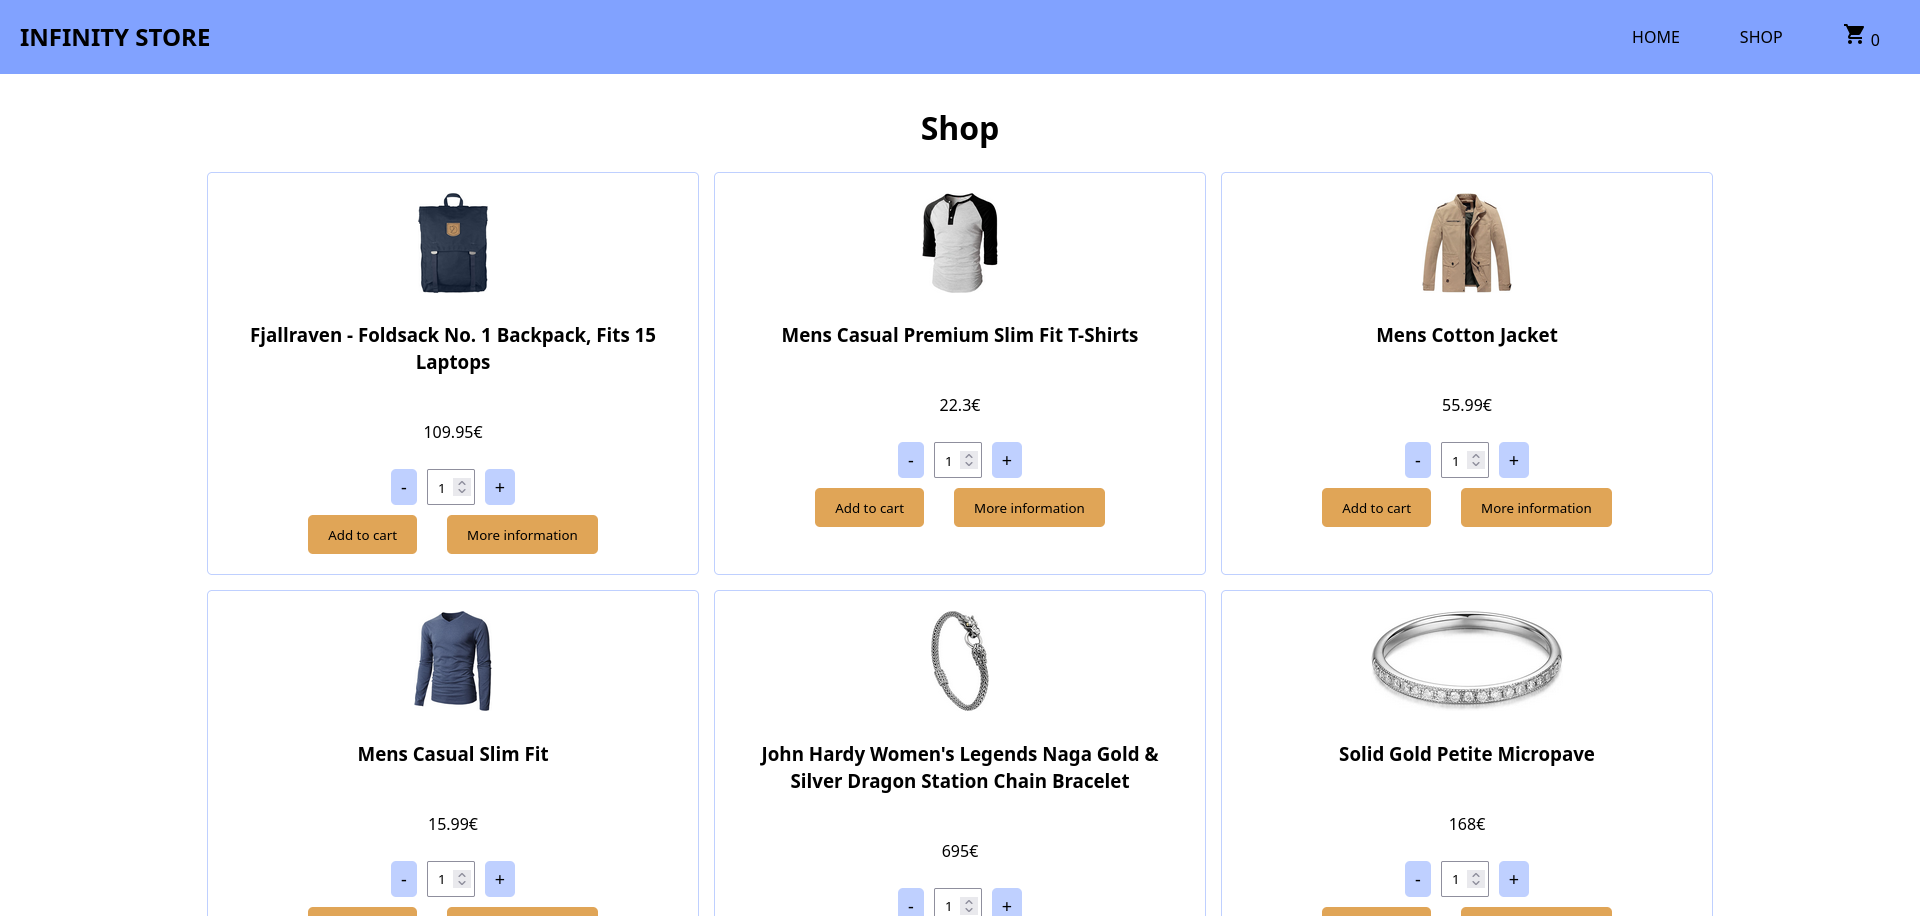 INFINITY STORE
HOME
SHOP
0
Shop
Fjallraven - Foldsack No. 1 Backpack, Fits 15
Laptops
109.95€
- 1 +
Add to cart
More information
Mens Casual Premium Slim Fit T-Shirts
22.3€
- 1 +
Add to cart
More information
Mens Cotton Jacket
55.99€
- 1 +
Add to cart
More information
Mens Casual Slim Fit
15.99€
- 1 +
John Hardy Women's Legends Naga Gold &
Silver Dragon Station Chain Bracelet
695€
- 1 +
Solid Gold Petite Micropave
168€
- 1 +